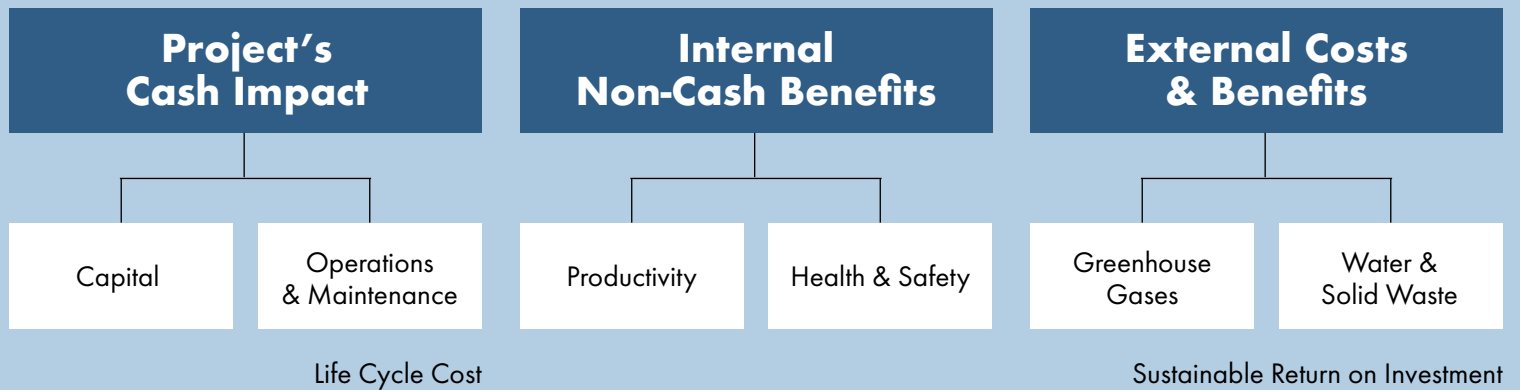 Project’s
Cash Impact
Internal
Non-Cash Benefits
External Costs
& Benefits
Capital
Operations
& Maintenance
Productivity
Health & Safety
Greenhouse
Gases
Water &
Solid Waste
Life Cycle Cost
Sustainable Return on Investment